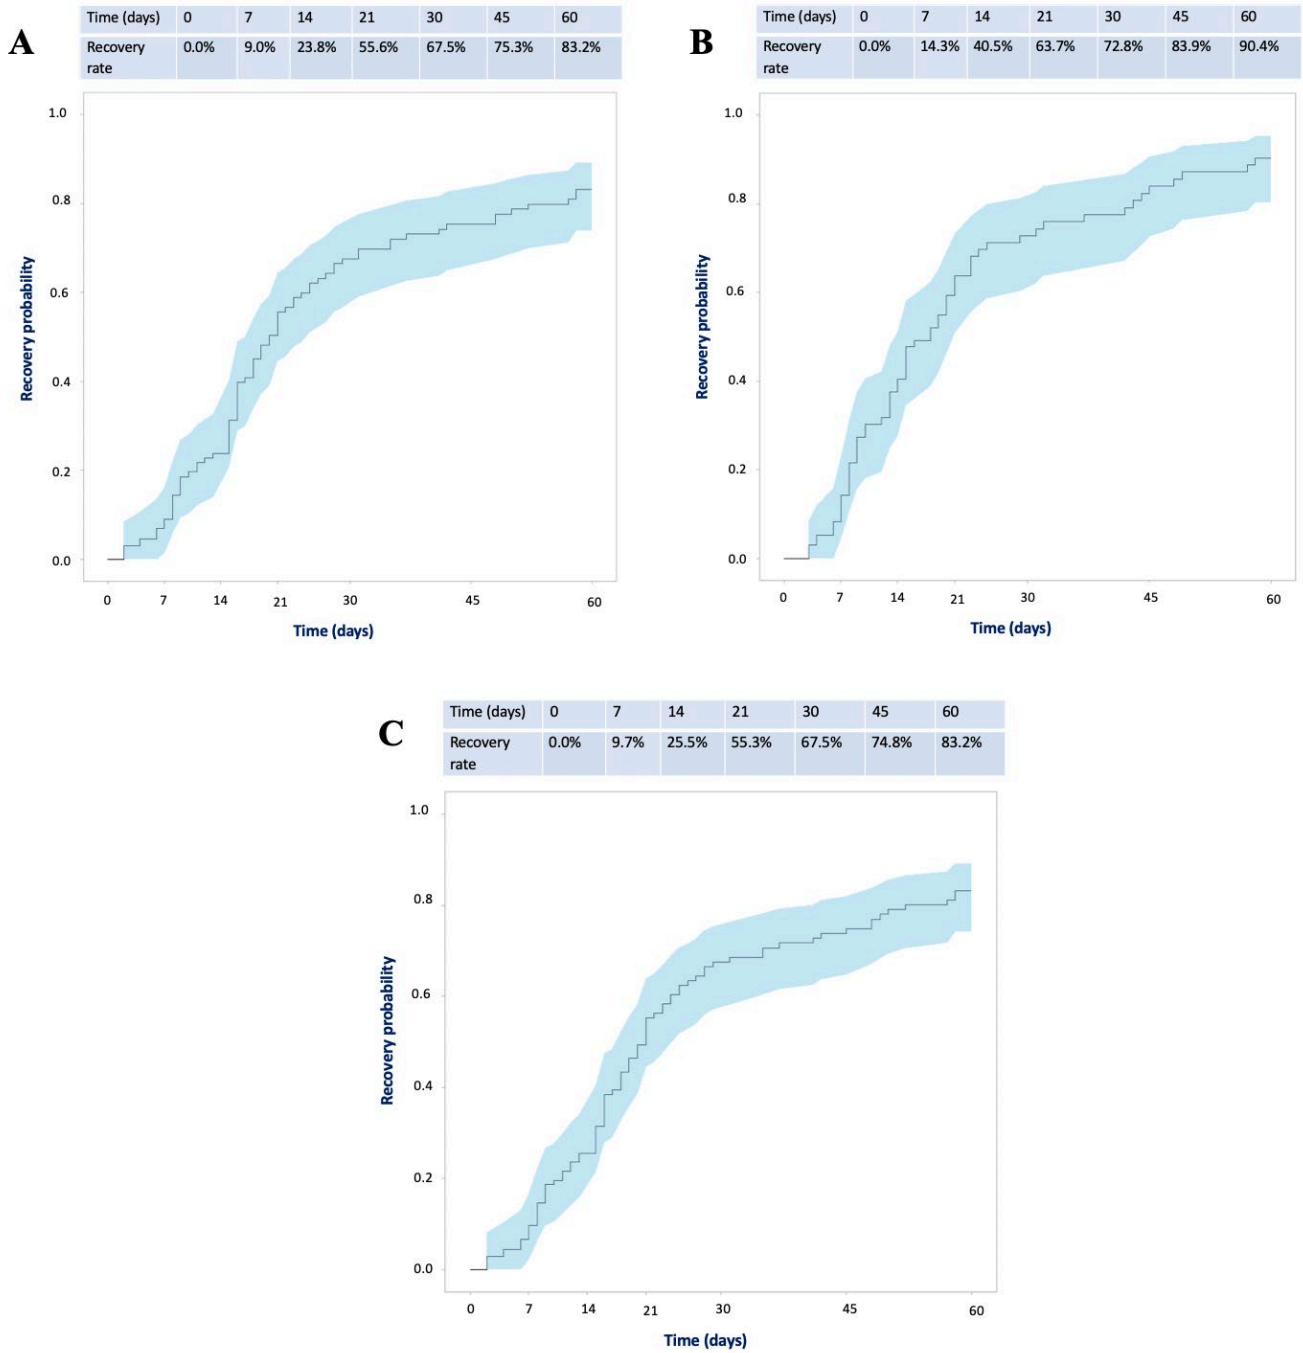 A
Time (days) 0 7 14 21 30 45 60
Recovery rate 0.0% 9.0% 23.8% 55.6% 67.5% 75.3% 83.2%
1.0
0.8
0.6
0.4
0.2
0.0
Recovery probability
0 7 14 21 30 45 60
Time (days)
B
Time (days) 0 7 14 21 30 45 60
Recovery rate 0.0% 14.3% 40.5% 63.7% 72.8% 83.9% 90.4%
1.0
0.8
0.6
0.4
0.2
0.0
Recovery probability
0 7 14 21 30 45 60
Time (days)
C
Time (days) 0 7 14 21 30 45 60
Recovery rate 0.0% 9.7% 25.5% 55.3% 67.5% 74.8% 83.2%
1.0
0.8
0.6
0.4
0.2
0.0
Recovery probability
0 7 14 21 30 45 60
Time (days)